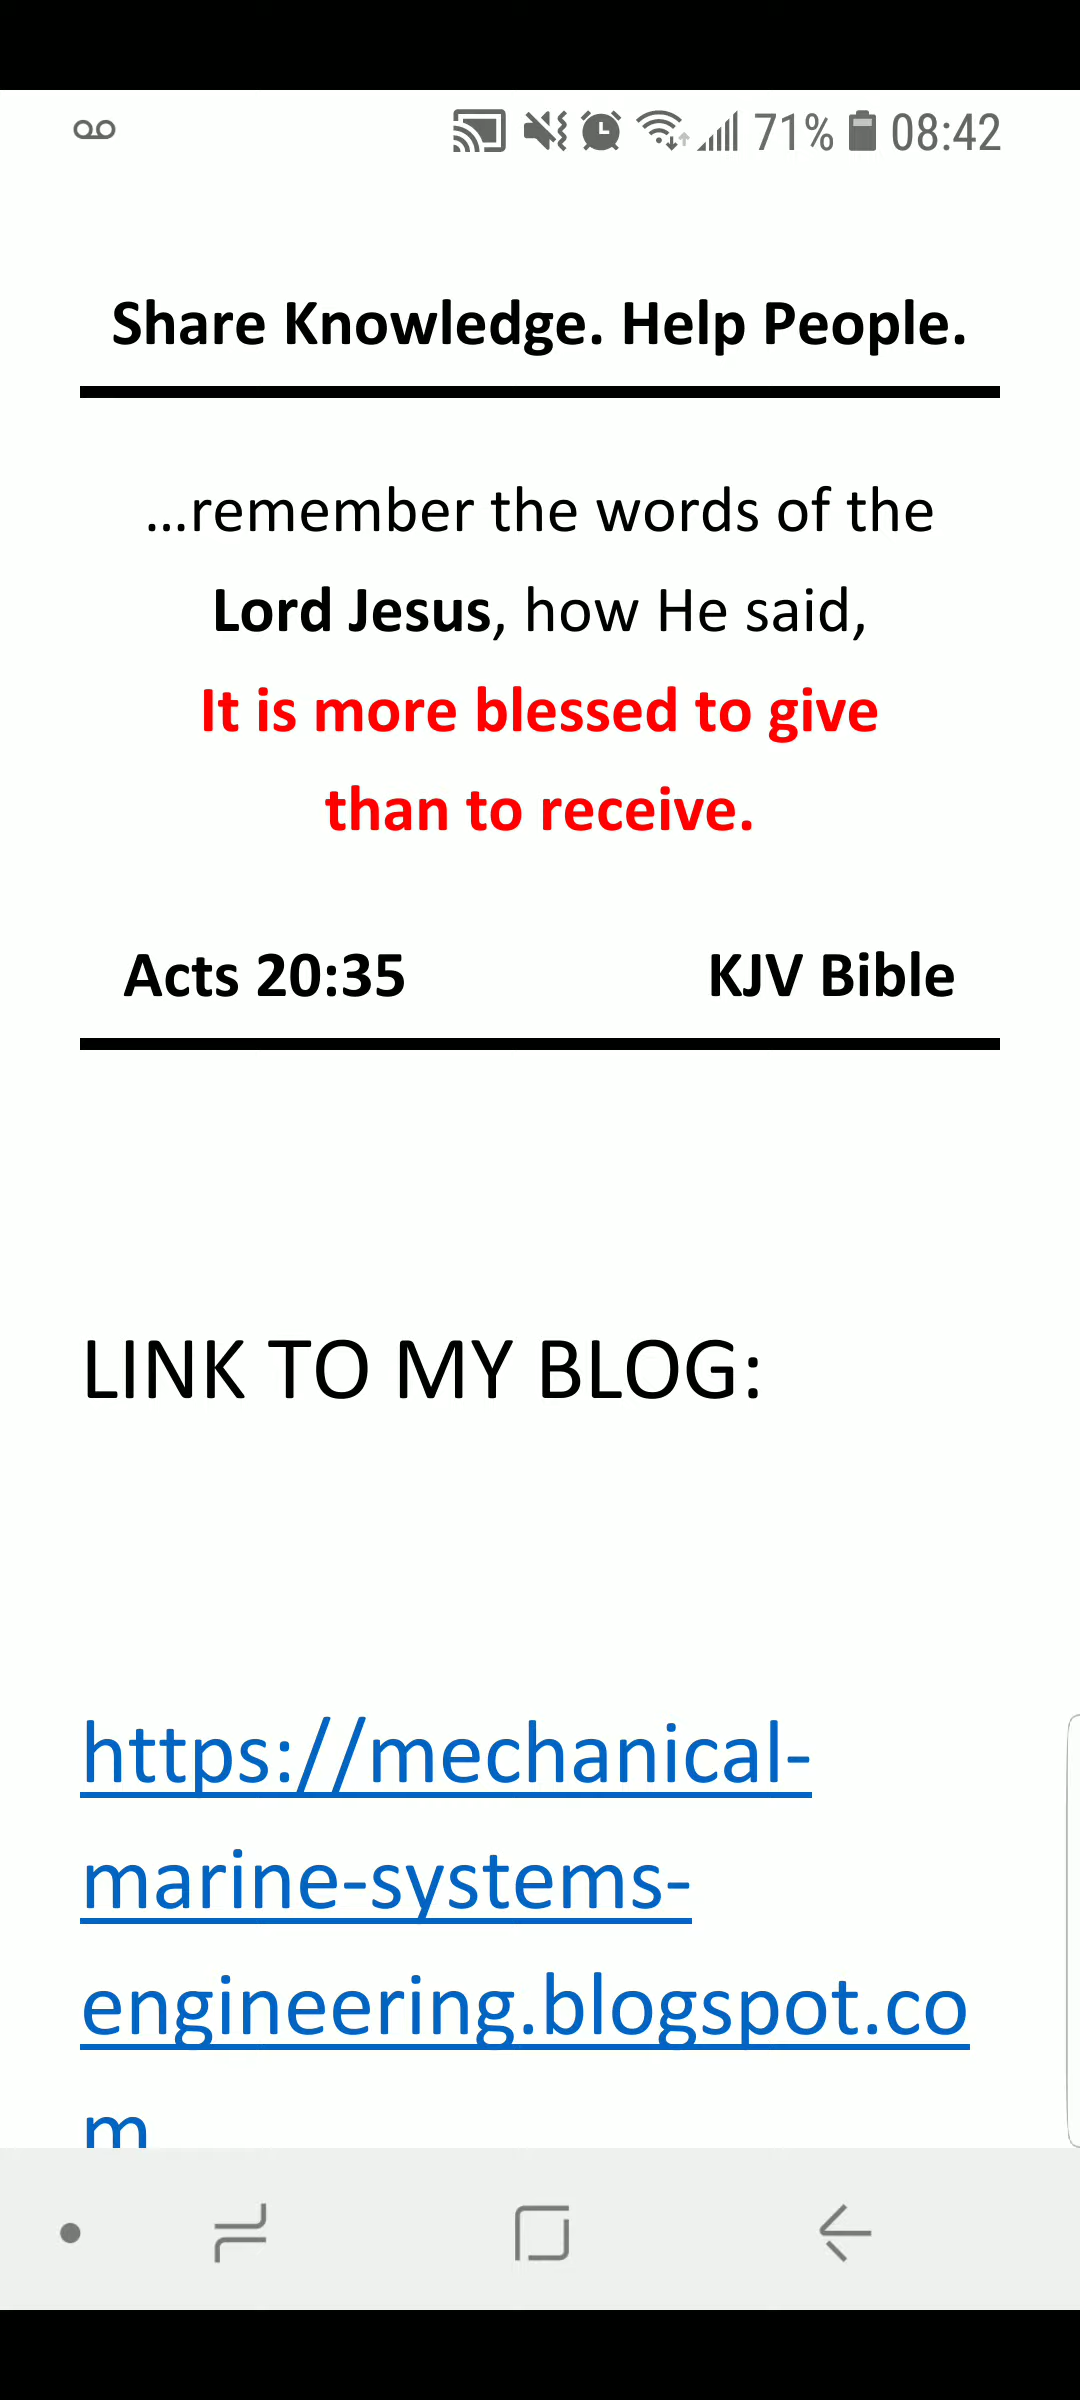 71% 08:42
Share Knowledge. Help People.
...remember the words of the
Lord Jesus, how He said,
It is more blessed to give
than to receive.
Acts 20:35 KJV Bible
LINK TO MY BLOG:
https://mechanical-
marine-systems-
engineering.blogspot.co
m